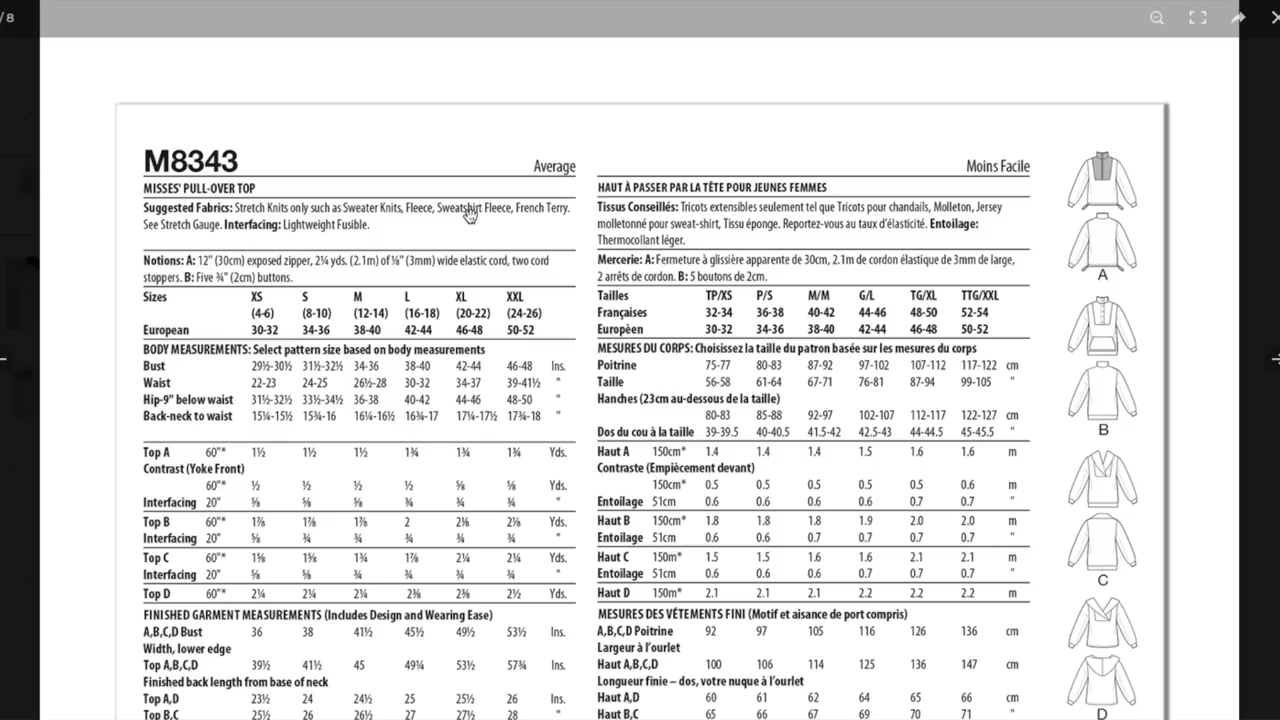 /8
M8343 Average
MISSES' PULL-OVER TOP
Suggested Fabrics: Stretch Knits only such as Sweater Knits, Fleece, Sweatshirt Fleece, French Terry.
See Stretch Gauge. Interfacing: Lightweight Fusible.
Notions: A: 12" (30cm) exposed zipper, 2¼ yds. (2.1m) of ⅛" (3mm) wide elastic cord, two cord
stoppers. B: Five ¾" (2cm) buttons.
Sizes XS S M L XL XXL
(4-6) (8-10) (12-14) (16-18) (20-22) (24-26)
European 30-32 34-36 38-40 42-44 46-48 50-52
BODY MEASUREMENTS: Select pattern size based on body measurements
Bust 29½-30½ 31½-32½ 34-36 38-40 42-44 46-48 Ins.
Waist 22-23 24-25 26½-28 30-32 34-37 39-41½ "
Hip-9" below waist 31½-32½ 33½-34½ 36-38 40-42 44-46 48-50 "
Back-neck to waist 15¼-15½ 15¾-16 16¼-16½ 16¾-17 17¼-17½ 17¾-18 "
Top A 60"* 1½ 1½ 1½ 1¾ 1¾ 1¾ Yds.
Contrast (Yoke Front)
60"* ½ ½ ½ ½ ⅝ ⅝ Yds.
Interfacing 20" ⅝ ⅝ ⅝ ¾ ¾ ¾ "
Top B 60"* 1⅞ 1⅞ 1⅞ 2 2⅛ 2⅛ Yds.
Interfacing 20" ⅝ ¾ ¾ ¾ ¾ ¾ "
Top C 60"* 1⅝ 1⅝ 1¾ 1⅞ 2¼ 2¼ Yds.
Interfacing 20" ⅝ ⅝ ¾ ¾ ¾ ¾ "
Top D 60"* 2¼ 2¼ 2¼ 2⅜ 2⅜ 2½ Yds.
FINISHED GARMENT MEASUREMENTS (Includes Design and Wearing Ease)
A,B,C,D Bust 36 38 41½ 45½ 49½ 53½ Ins.
Width, lower edge
Top A,B,C,D 39½ 41½ 45 49¼ 53½ 57¾ Ins.
Finished back length from base of neck
Top A,D 23½ 24 24½ 25 25½ 26 Ins.
Top B,C 25½ 26 26½ 27 27½ 28 "
Moins Facile
HAUT À PASSER PAR LA TÊTE POUR JEUNES FEMMES
Tissus Conseillés: Tricots extensibles seulement tel que Tricots pour chandails, Molleton, Jersey
molletonné pour sweat-shirt, Tissu éponge. Reportez-vous au taux d'élasticité. Entoilage:
Thermocollant léger.
Mercerie: A: Fermeture à glissière apparente de 30cm, 2.1m de cordon élastique de 3mm de large,
2 arrêts de cordon. B: 5 boutons de 2cm.
Tailles TP/XS P/S M/M G/L TG/XL TTG/XXL
Françaises 32-34 36-38 40-42 44-46 48-50 52-54
Europèen 30-32 34-36 38-40 42-44 46-48 50-52
MESURES DU CORPS: Choisissez la taille du patron basée sur les mesures du corps
Poitrine 75-77 80-83 87-92 97-102 107-112 117-122 cm
Taille 56-58 61-64 67-71 76-81 87-94 99-105 "
Hanches (23cm au-dessous de la taille)
80-83 85-88 92-97 102-107 112-117 122-127 cm
Dos du cou à la taille 39-39.5 40-40.5 41.5-42 42.5-43 44-44.5 45-45.5 "
Haut A 150cm* 1.4 1.4 1.4 1.5 1.6 1.6 m
Contraste (Empiècement devant)
150cm* 0.5 0.5 0.5 0.5 0.5 0.6 m
Entoilage 51cm 0.6 0.6 0.6 0.6 0.7 0.7 "
Haut B 150cm* 1.8 1.8 1.8 1.9 2.0 2.0 m
Entoilage 51cm 0.6 0.6 0.7 0.7 0.7 0.7 "
Haut C 150m* 1.5 1.5 1.6 1.6 2.1 2.1 m
Entoilage 51cm 0.6 0.6 0.6 0.7 0.7 0.7 "
Haut D 150m* 2.1 2.1 2.1 2.2 2.2 2.2 m
MESURES DES VÉTEMENTS FINI (Motif et aisance de port compris)
A,B,C,D Poitrine 92 97 105 116 126 136 cm
Largeur à l'ourlet
Haut A,B,C,D 100 106 114 125 136 147 cm
Longueur finie – dos, votre nuque à l'ourlet
Haut A,D 60 61 62 64 65 66 cm
Haut B,C 65 66 67 69 70 71 "
A
B
C
D